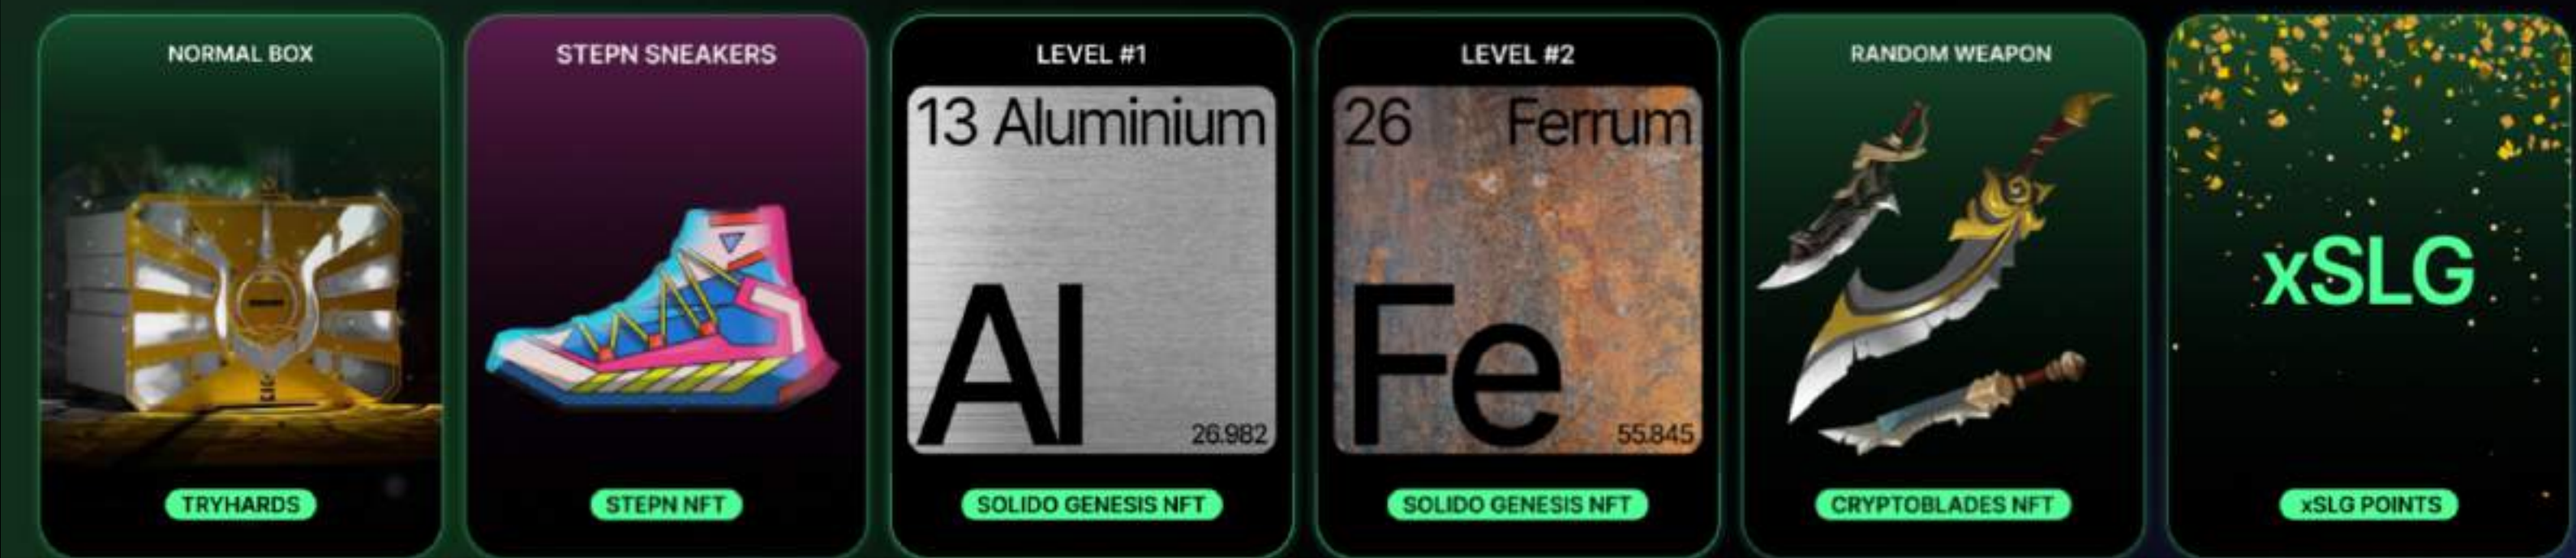 NORMAL BOX
TRYHARDS
STEPN SNEAKERS
STEPN NFT
LEVEL #1
13 Aluminium
Al
26.982
SOLIDO GENESIS NFT
LEVEL #2
26 Ferrum
Fe
55.845
SOLIDO GENESIS NFT
RANDOM WEAPON
CRYPTOBLADES NFT
xSLG
xSLG POINTS